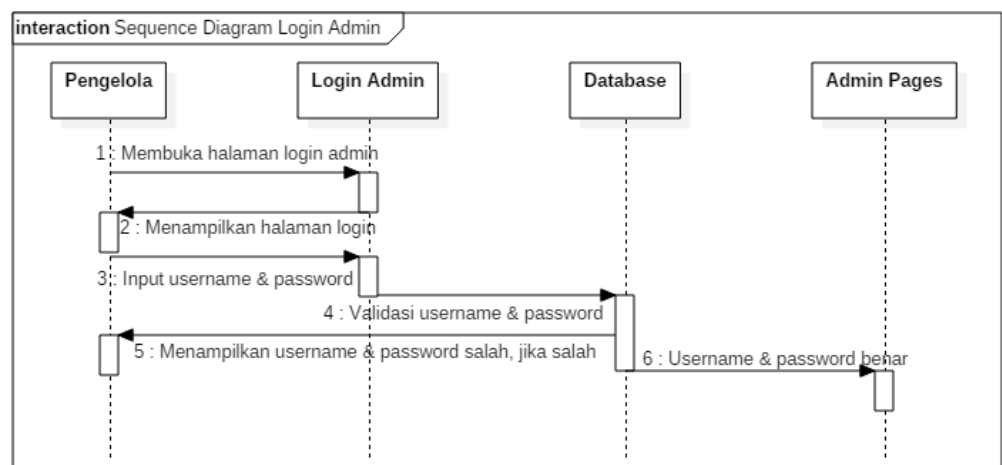 interaction Sequence Diagram Login Admin
Pengelola
Login Admin
Database
Admin Pages
1 : Membuka halaman login admin
2 : Menampilkan halaman login
3 : Input username & password
4 : Validasi username & password
5 : Menampilkan username & password salah, jika salah
6 : Username & password benar